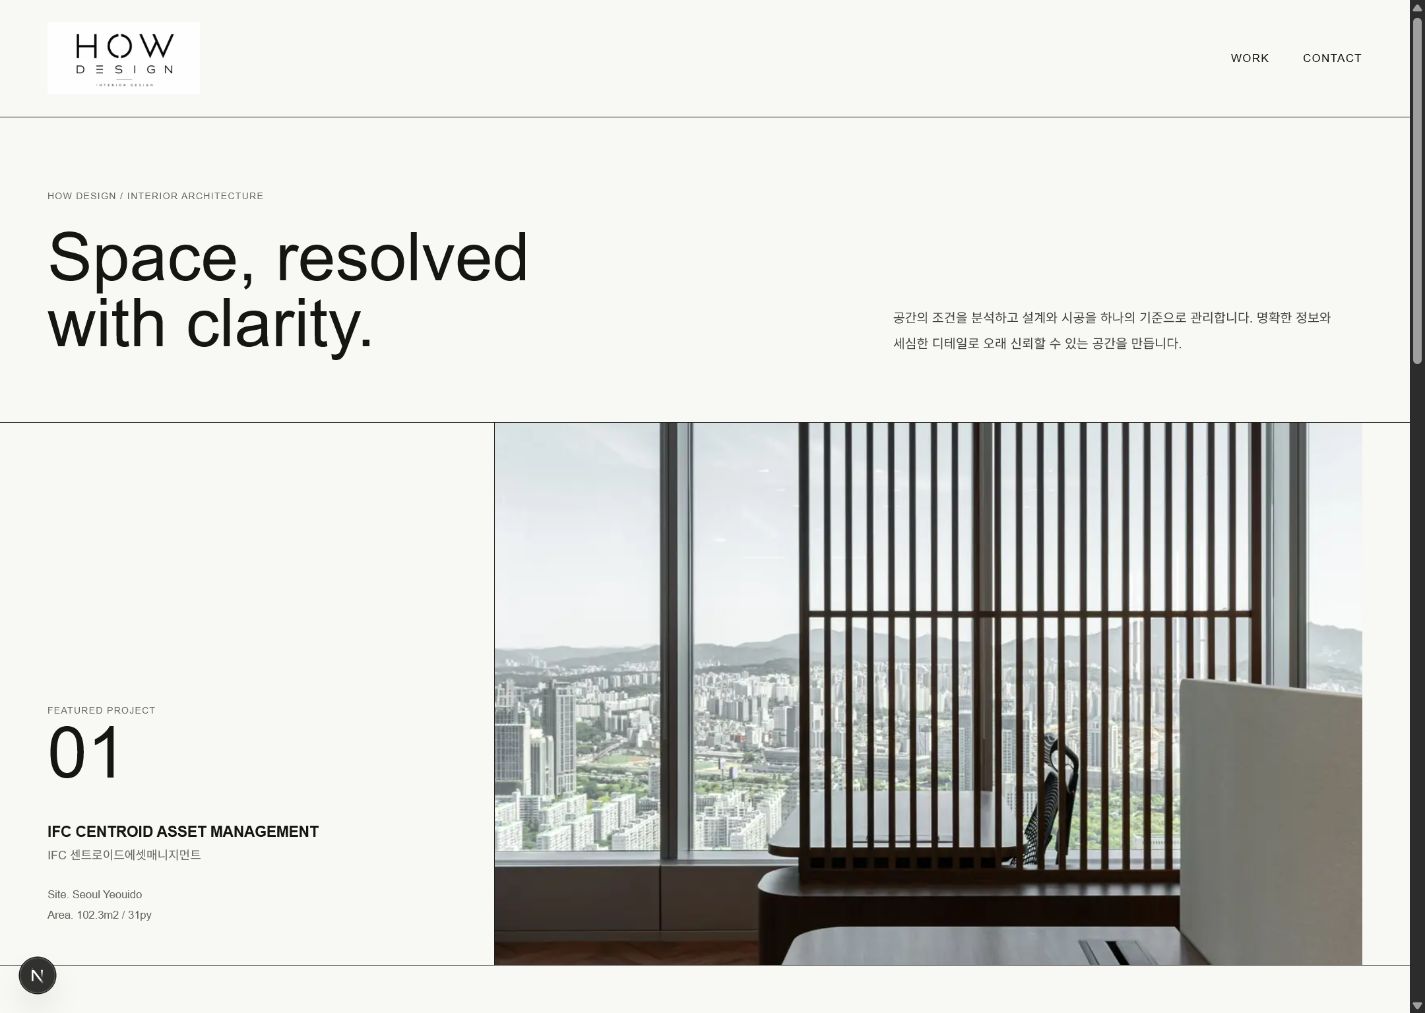 HOW
DESIGN
INTERIOR DESIGN
WORK
CONTACT
HOW DESIGN / INTERIOR ARCHITECTURE
Space, resolved
with clarity.
공간의 조건을 분석하고 설계와 시공을 하나의 기준으로 관리합니다. 명확한 정보와
세심한 디테일로 오래 신뢰할 수 있는 공간을 만듭니다.
FEATURED PROJECT
01
IFC CENTROID ASSET MANAGEMENT
IFC 센트로이드에셋매니지먼트
Site. Seoul Yeouido
Area. 102.3m2 / 31py
N